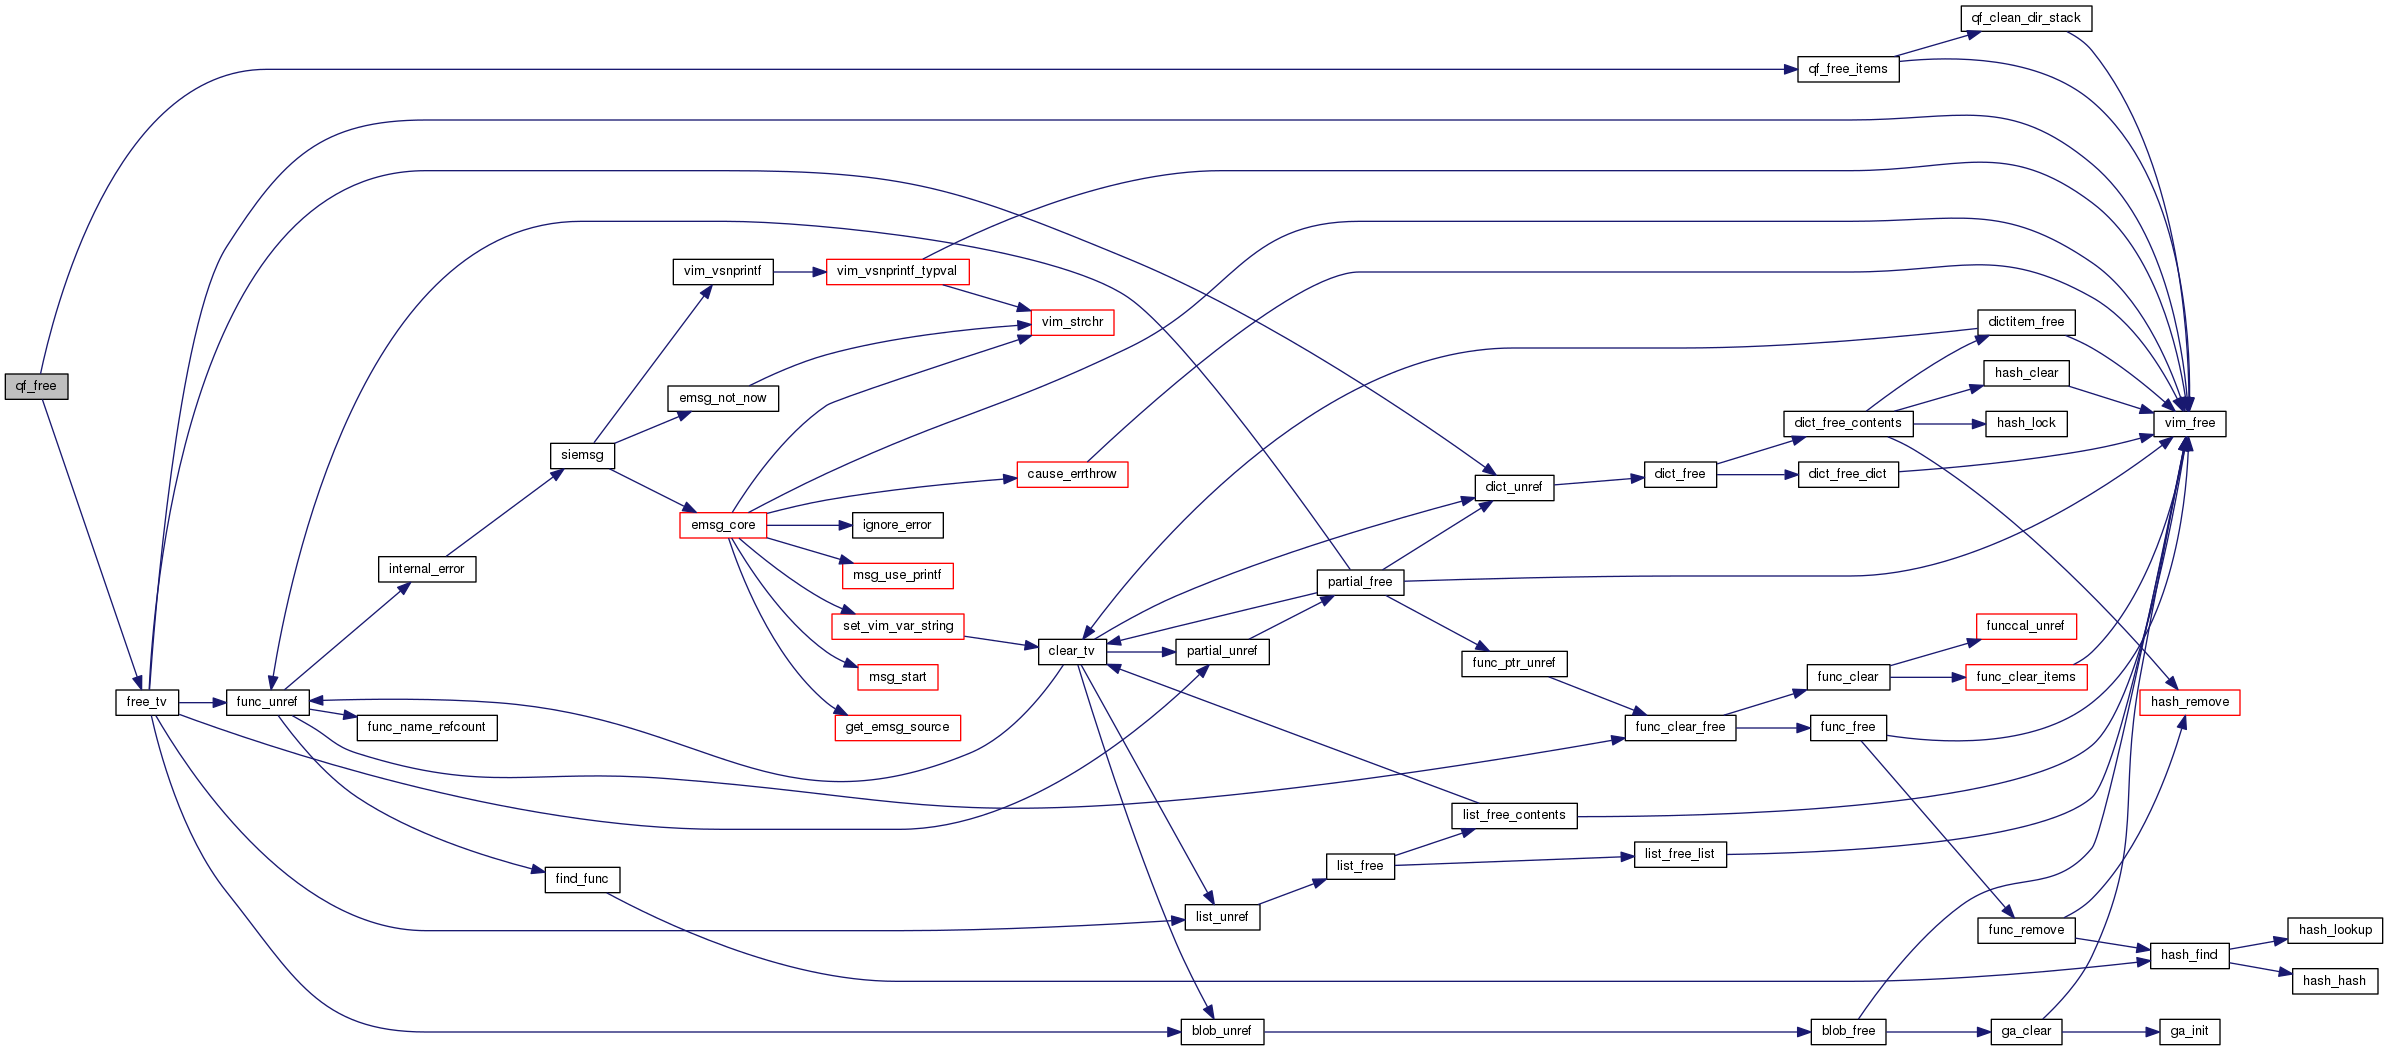 qf_clean_dir_stack
qf_free_items
vim_vsnprintf
vim_vsnprintf_typval
vim_strchr
dictitem_free
hash_clear
qf_free
emsg_not_now
dict_free_contents
hash_lock
vim_free
siemsg
cause_errthrow
dict_unref
dict_free
dict_free_dict
emsg_core
ignore_error
internal_error
msg_use_printf
partial_free
set_vim_var_string
funccal_unref
clear_tv
partial_unref
func_ptr_unref
msg_start
func_clear
func_clear_items
free_tv
func_unref
hash_remove
func_name_refcount
get_emsg_source
func_clear_free
func_free
list_free_contents
list_free
list_free_list
find_func
list_unref
func_remove
hash_lookup
hash_find
hash_hash
blob_unref
blob_free
ga_clear
ga_init